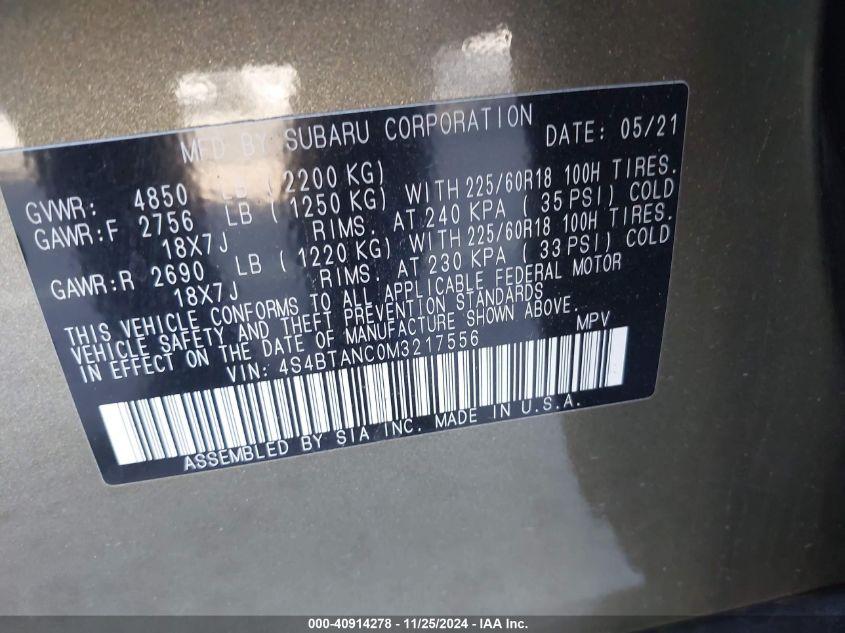 MFD BY SUBARU CORPORATION DATE: 05/21
GVWR: 4850 LB (2200 KG)
GAWR:F 2756 LB (1250 KG) WITH 225/60R18 100H TIRES.
18X7J RIMS. AT 240 KPA (35 PSI) COLD
GAWR:R 2690 LB (1220 KG) WITH 225/60R18 100H TIRES.
18X7J RIMS. AT 230 KPA (33 PSI) COLD
THIS VEHICLE CONFORMS TO ALL APPLICABLE FEDERAL MOTOR
VEHICLE SAFETY AND THEFT PREVENTION STANDARDS
IN EFFECT ON THE DATE OF MANUFACTURE SHOWN ABOVE.
VIN: 4S4BTANC0M3217556 MPV
ASSEMBLED BY SIA INC. MADE IN U.S.A.
000-40914278 - 11/25/2024 - IAA Inc.